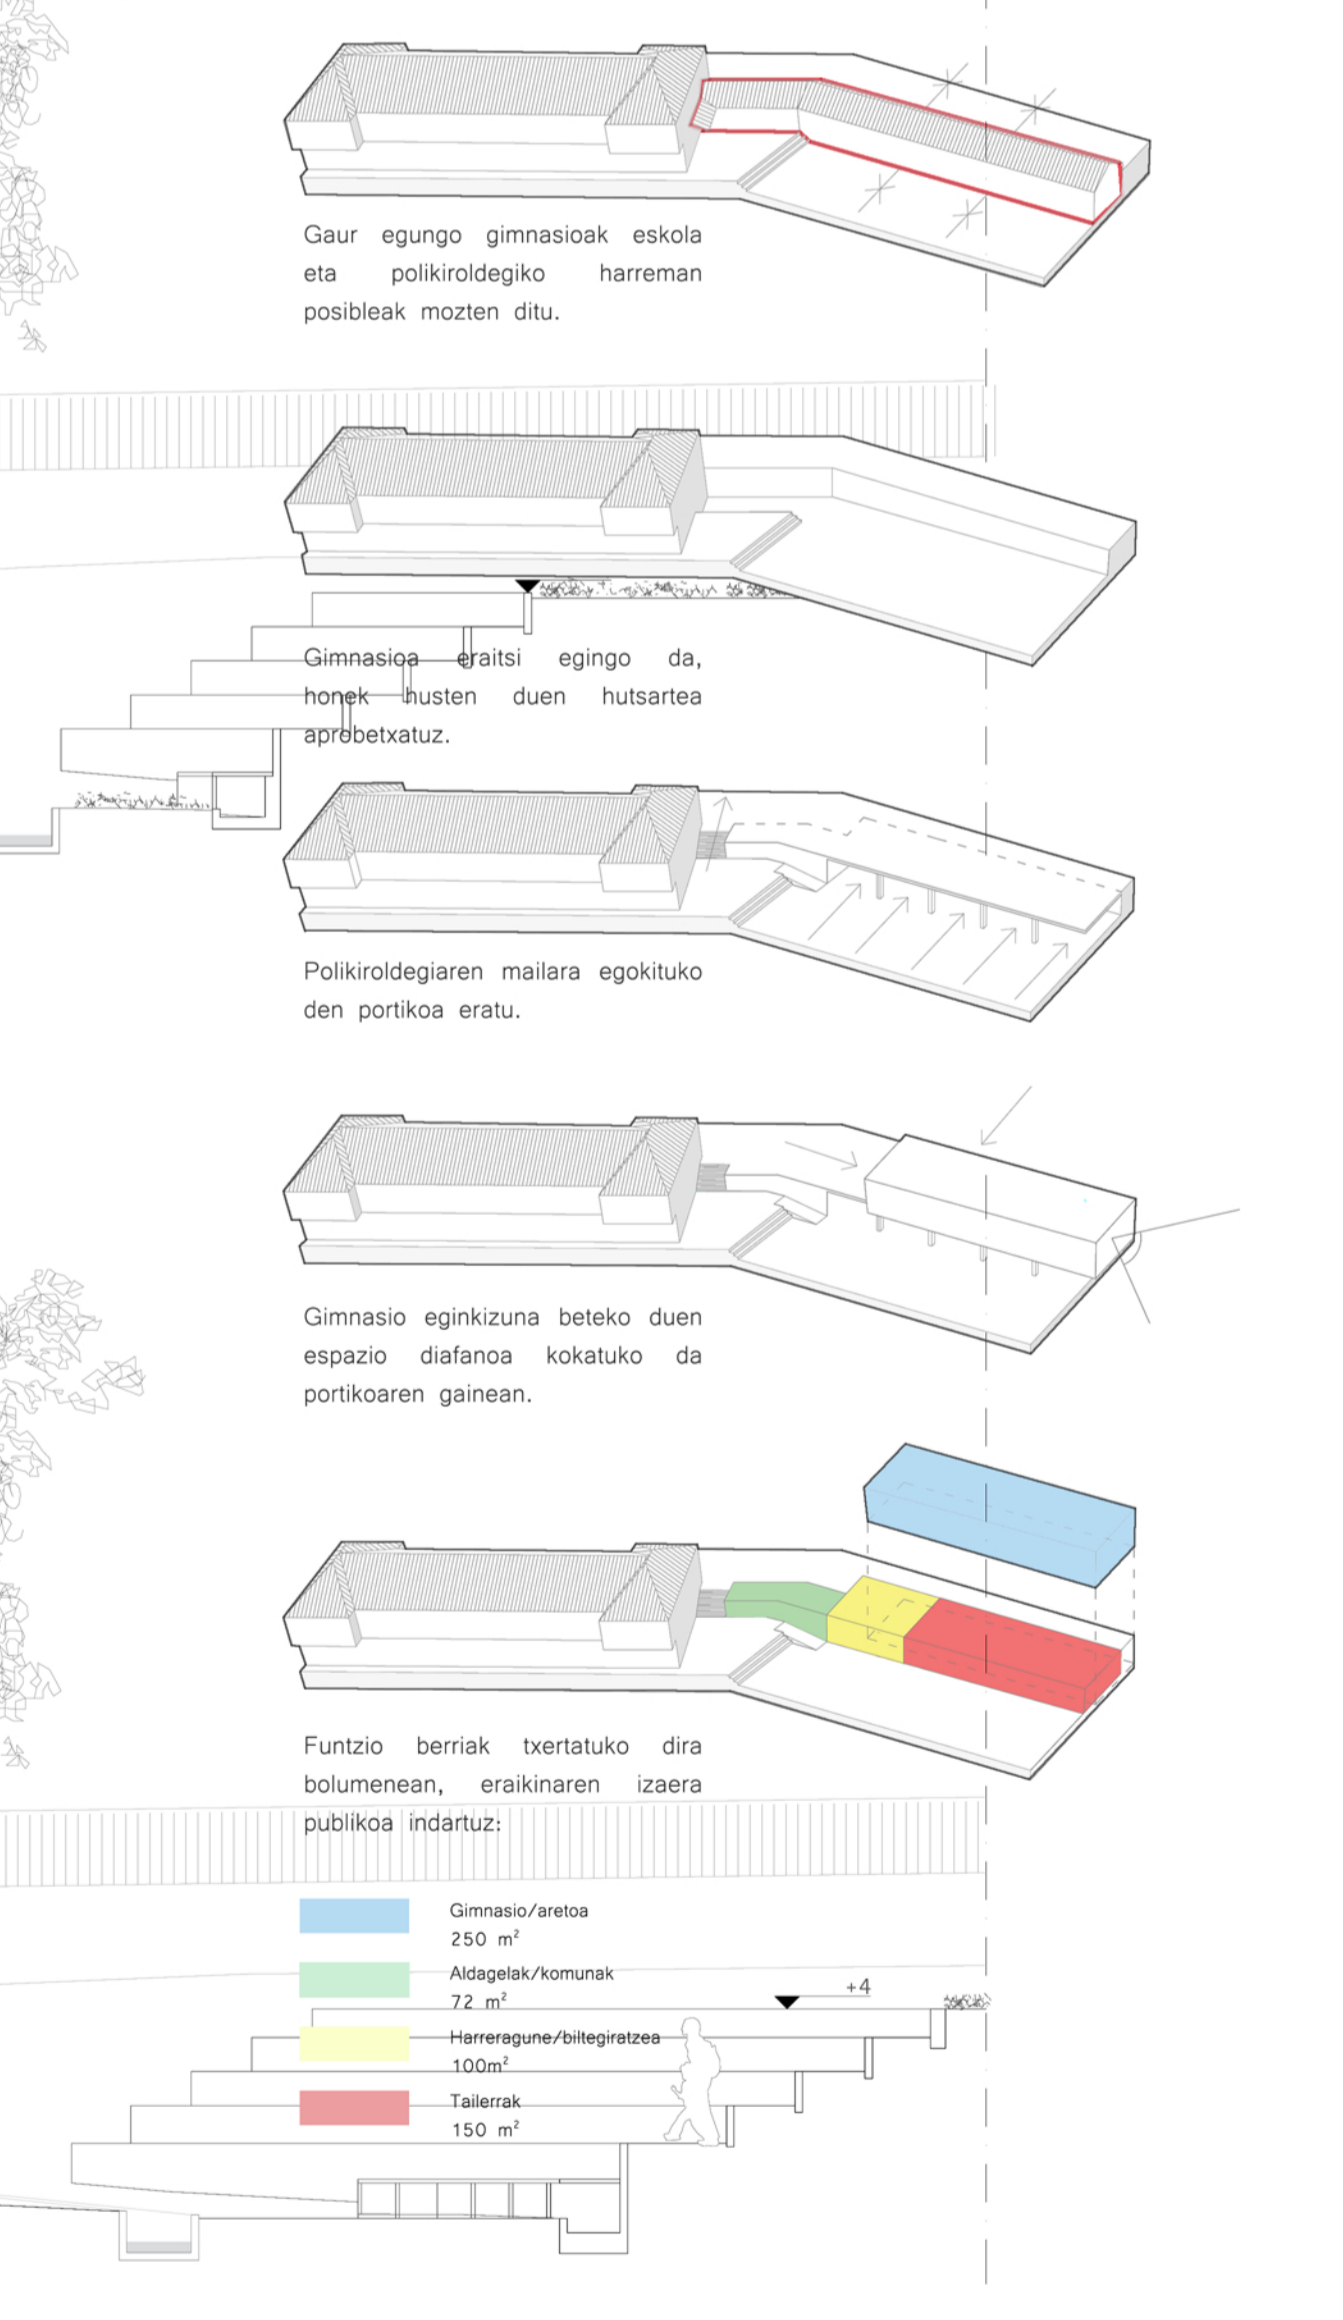 Gaur egungo gimnasioak eskola
eta polikiroldegiko harreman
posibleak mozten ditu.
Gimnasioa eraitsi egingo da,
honek husten duen hutsartea
aprobetxatuz.
Polikiroldegiaren mailara egokituko
den portikoa eratu.
Gimnasio eginkizuna beteko duen
espazio diafanoa kokatuko da
portikoaren gainean.
Funtzio berriak txertatuko dira
bolumenean, eraikinaren izaera
publikoa indartuz:
Gimnasio/aretoa
250 m²
Aldagelak/komunak
72 m²
+4
Harreragune/biltegiratzea
100m²
Tailerrak
150 m²